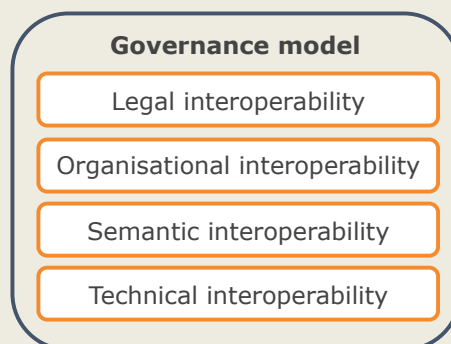 Governance model
Legal interoperability
Organisational interoperability
Semantic interoperability
Technical interoperability